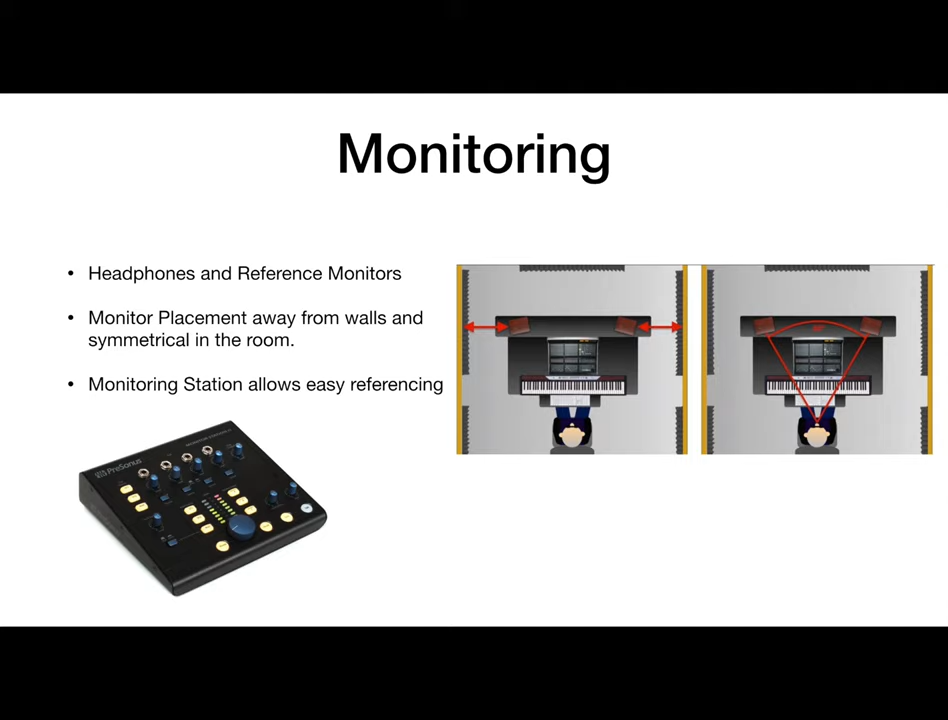 Monitoring
• Headphones and Reference Monitors
• Monitor Placement away from walls and
symmetrical in the room.
• Monitoring Station allows easy referencing
PreSonus